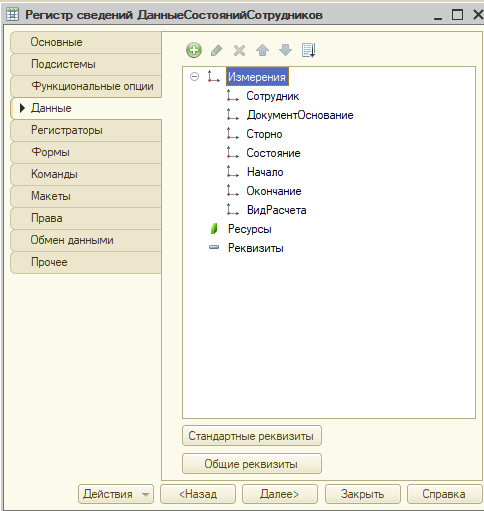 Регистр сведений ДанныеСостоянийСотрудников
Основные
Подсистемы
Функциональные опции
Данные
Регистраторы
Формы
Команды
Макеты
Права
Обмен данными
Прочее
Измерения
Сотрудник
ДокументОснование
Сторно
Состояние
Начало
Окончание
ВидРасчета
Ресурсы
Реквизиты
Стандартные реквизиты
Общие реквизиты
Действия
<Назад
Далее>
Закрыть
Справка